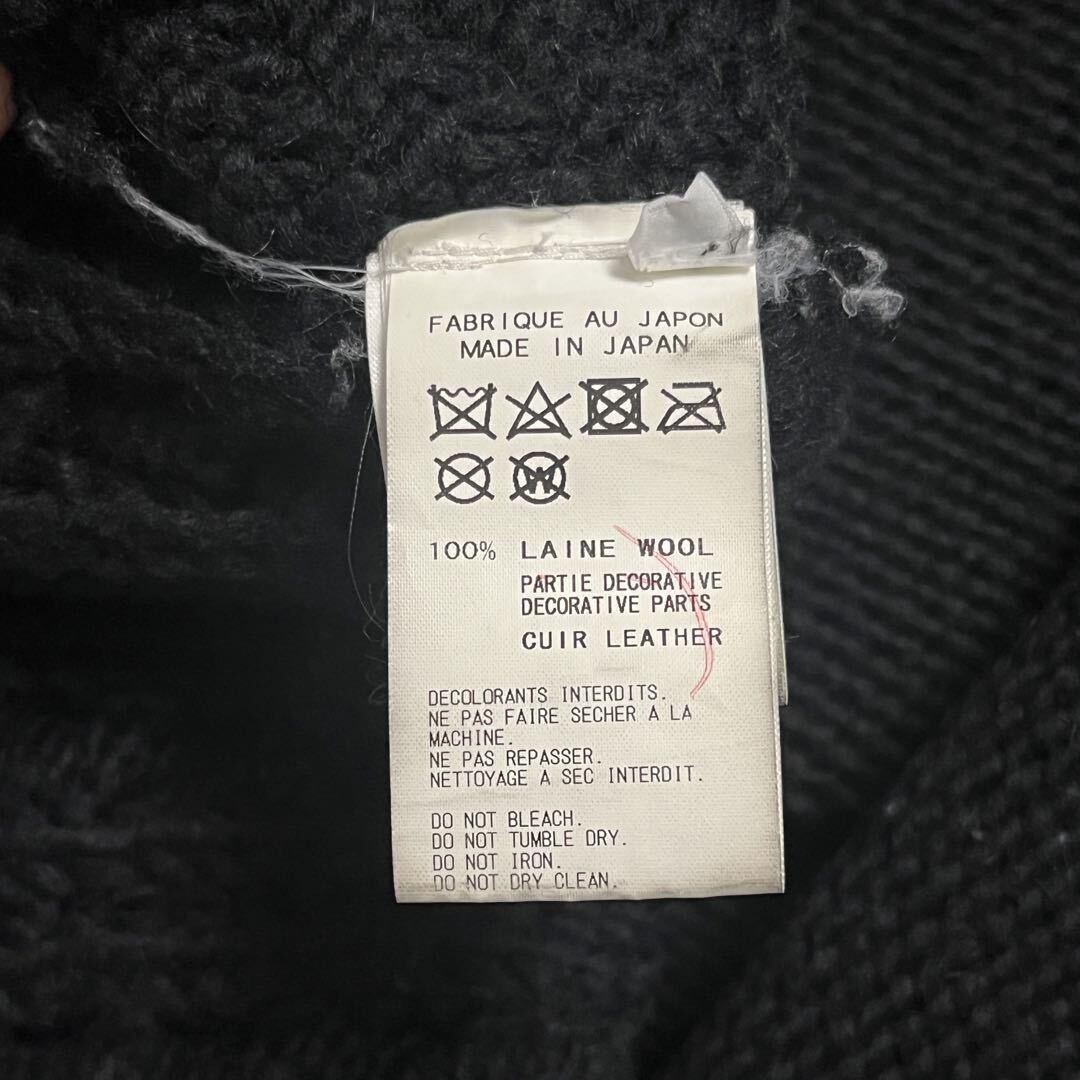 FABRIQUE AU JAPON
MADE IN JAPAN
W
100% LAINE WOOL
PARTIE DECORATIVE
DECORATIVE PARTS
CUIR LEATHER
DECOLORANTS INTERDITS.
NE PAS FAIRE SECHER A LA
MACHINE.
NE PAS REPASSER.
NETTOYAGE A SEC INTERDIT.
DO NOT BLEACH.
DO NOT TUMBLE DRY.
DO NOT IRON.
DO NOT DRY CLEAN.